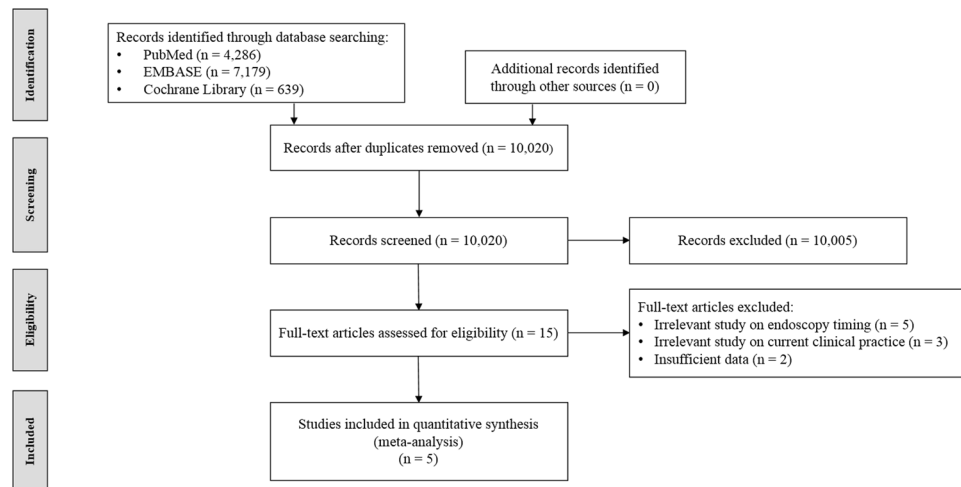 Identification
Records identified through database searching:
• PubMed (n = 4,286)
• EMBASE (n = 7,179)
• Cochrane Library (n = 639)
Additional records identified
through other sources (n = 0)
Records after duplicates removed (n = 10,020)
Screening
Records screened (n = 10,020)
Records excluded (n = 10,005)
Eligibility
Full-text articles assessed for eligibility (n = 15)
Full-text articles excluded:
• Irrelevant study on endoscopy timing (n = 5)
• Irrelevant study on current clinical practice (n = 3)
• Insufficient data (n = 2)
Included
Studies included in quantitative synthesis
(meta-analysis)
(n = 5)